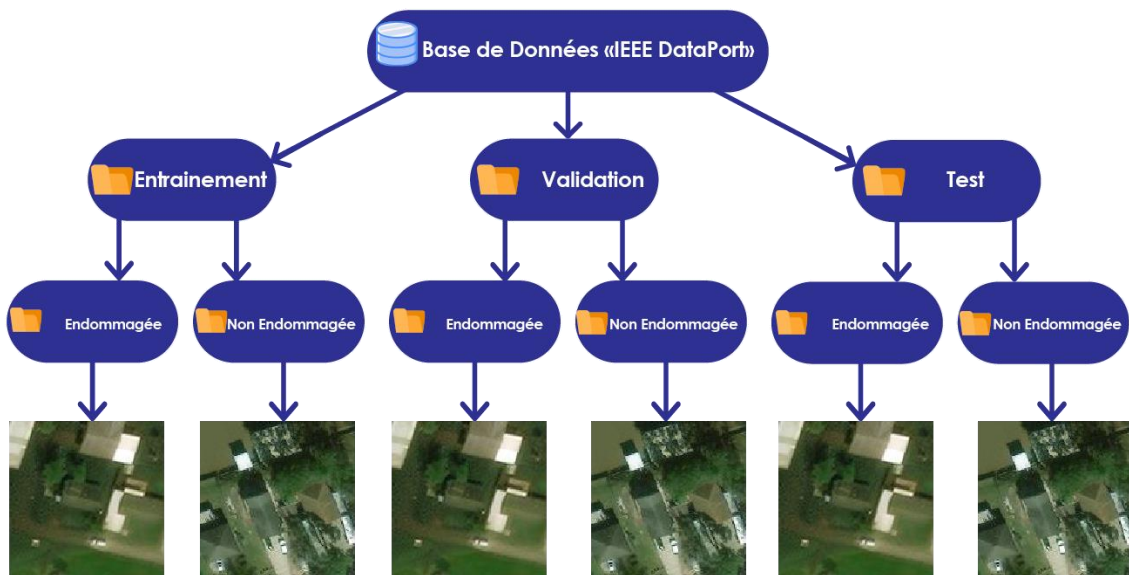 Base de Données «IEEE DataPort»
Entrainement
Validation
Test
Endommagée
Non Endommagée
Endommagée
Non Endommagée
Endommagée
Non Endommagée